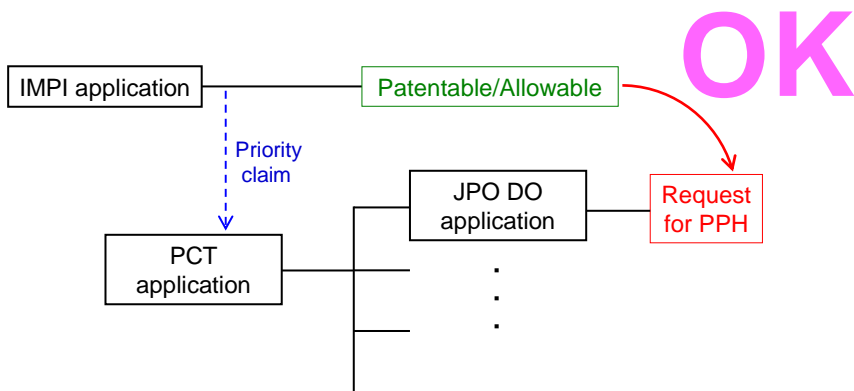 OK
IMPI application
Patentable/Allowable
Priority
claim
JPO DO
application
Request
for PPH
PCT
application